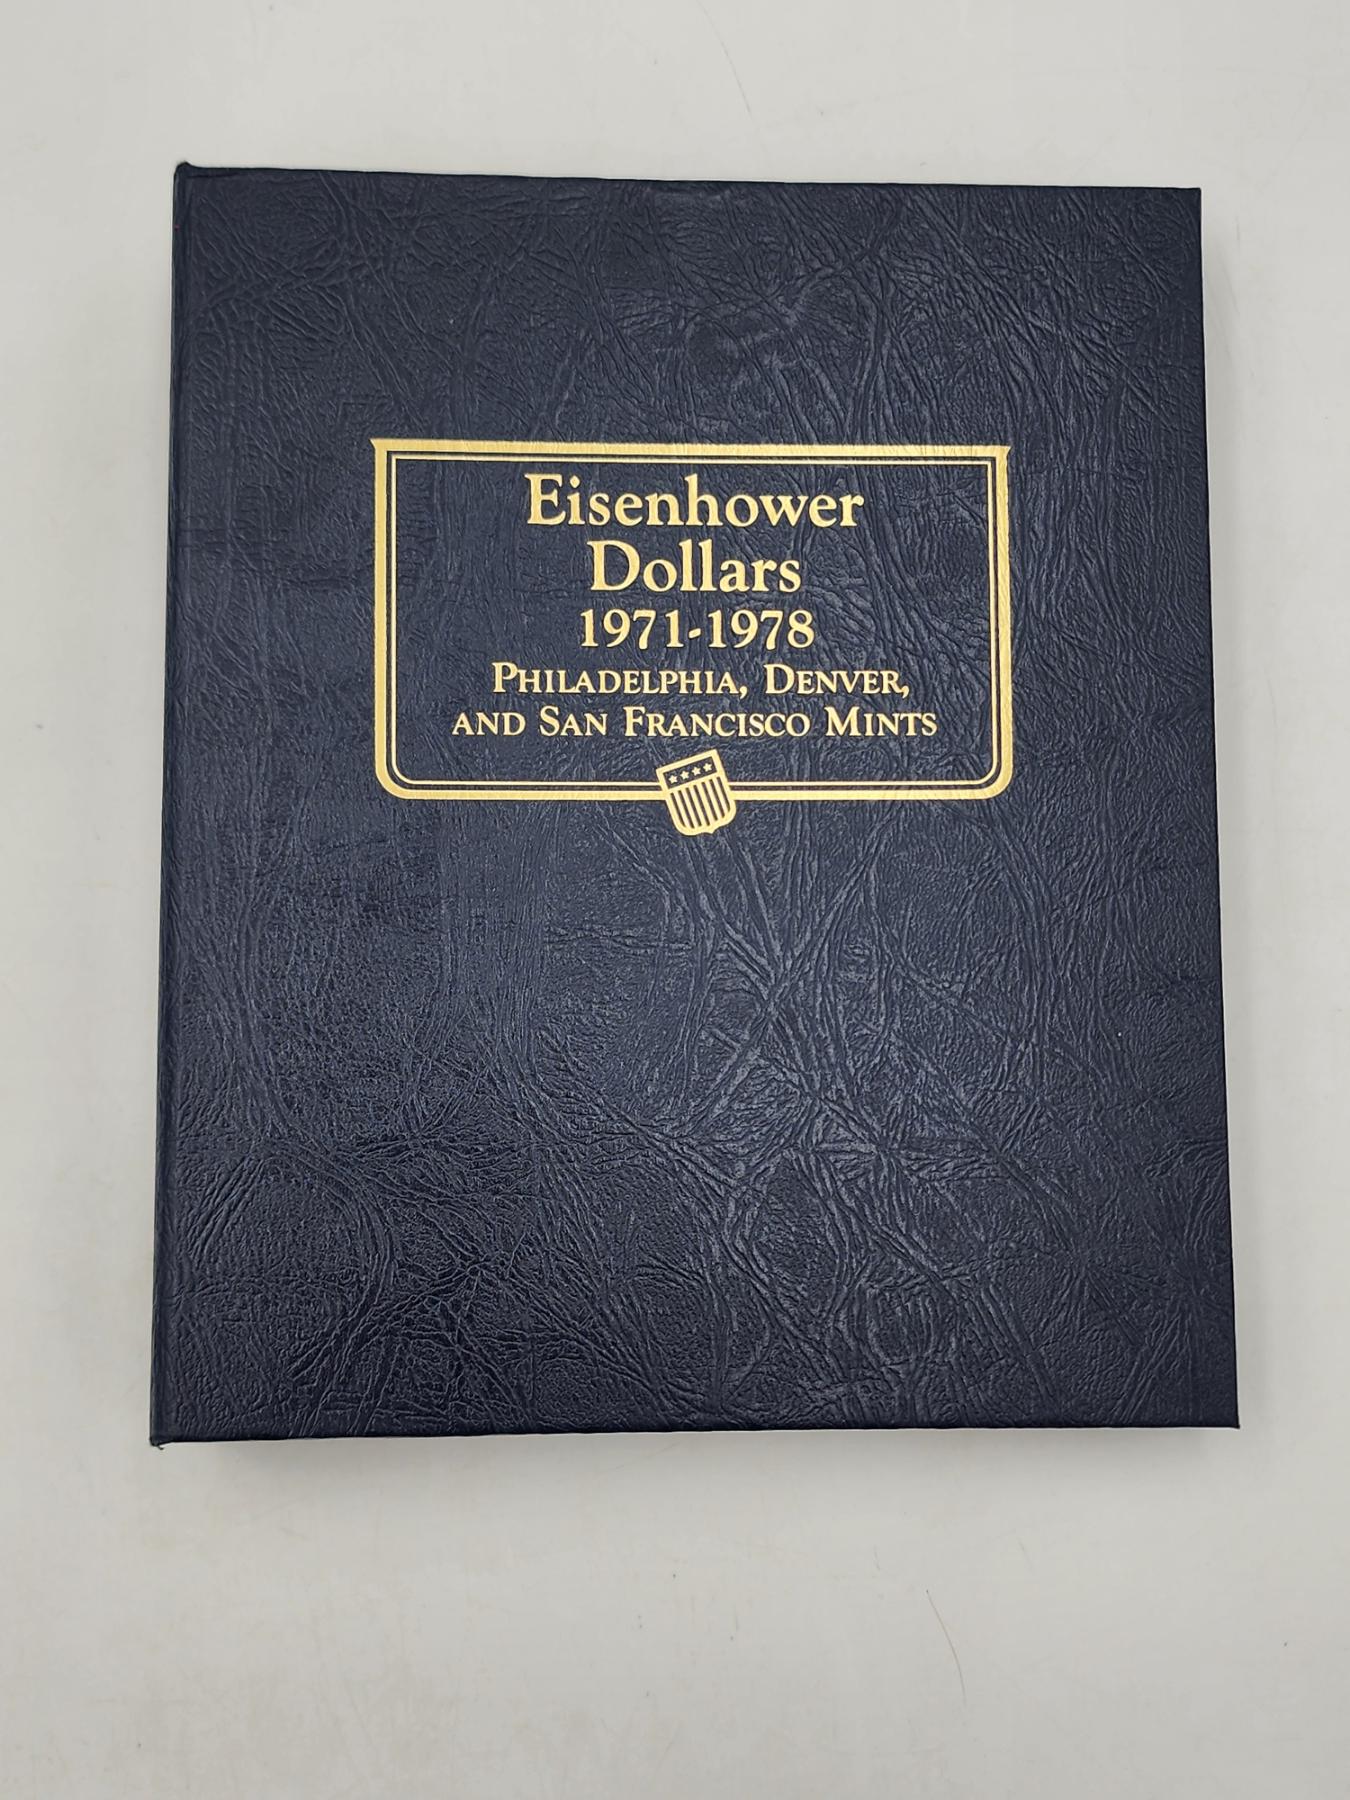 Eisenhower
Dollars
1971-1978
PHILADELPHIA, DENVER,
AND SAN FRANCISCO MINTS